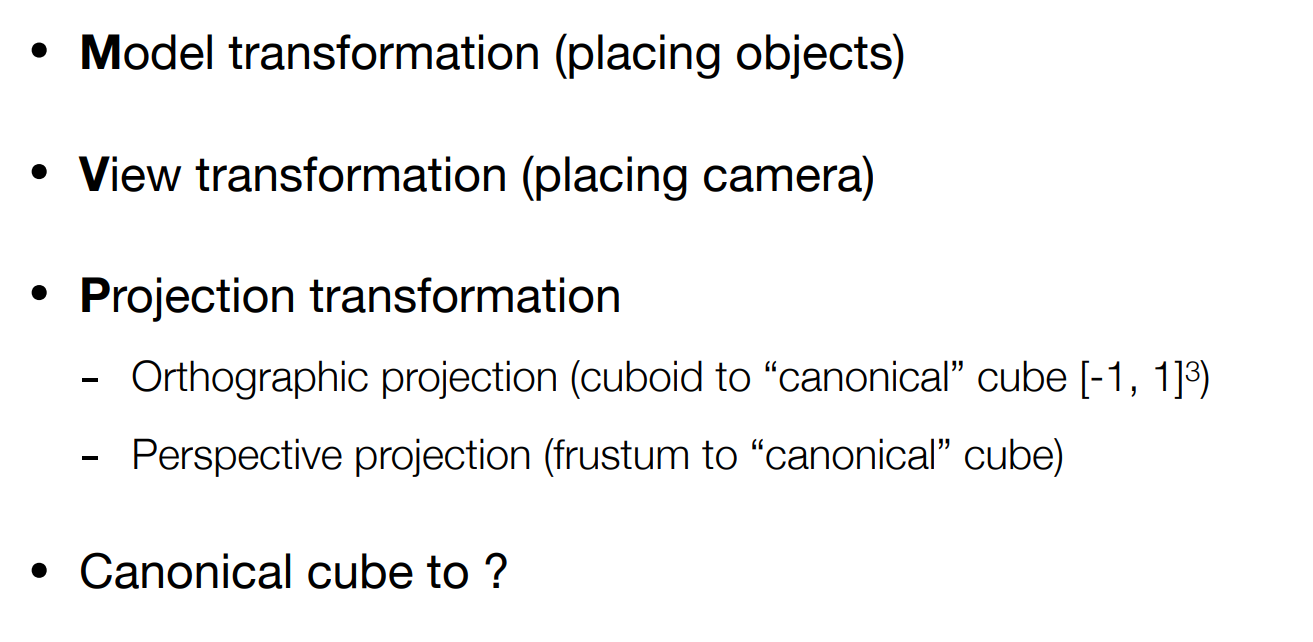 • Model transformation (placing objects)
• View transformation (placing camera)
• Projection transformation
- Orthographic projection (cuboid to “canonical” cube [-1, 1]³)
- Perspective projection (frustum to “canonical” cube)
• Canonical cube to ?